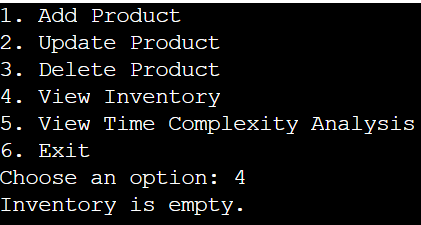 1. Add Product
2. Update Product
3. Delete Product
4. View Inventory
5. View Time Complexity Analysis
6. Exit
Choose an option: 4
Inventory is empty.